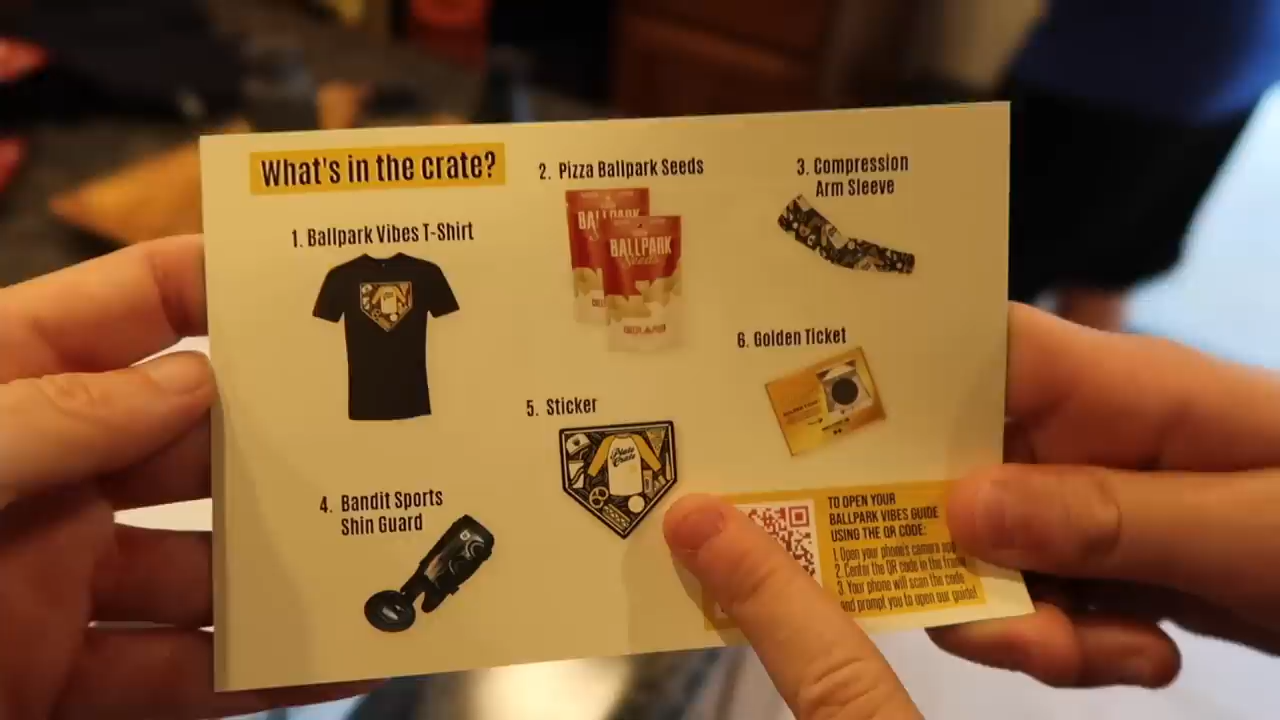 What's in the crate?
1. Ballpark Vibes T-Shirt
2. Pizza Ballpark Seeds
BALLPARK
BALLPARK
Seeds
3. Compression
Arm Sleeve
4. Bandit Sports
Shin Guard
5. Sticker
Plate
Crate
6. Golden Ticket
TO OPEN YOUR
BALLPARK VIBES GUIDE
USING THE QR CODE:
1. Open your phone's camera app
2. Center the QR code in the frame
3. Your phone will scan the code
and prompt you to open our guide!